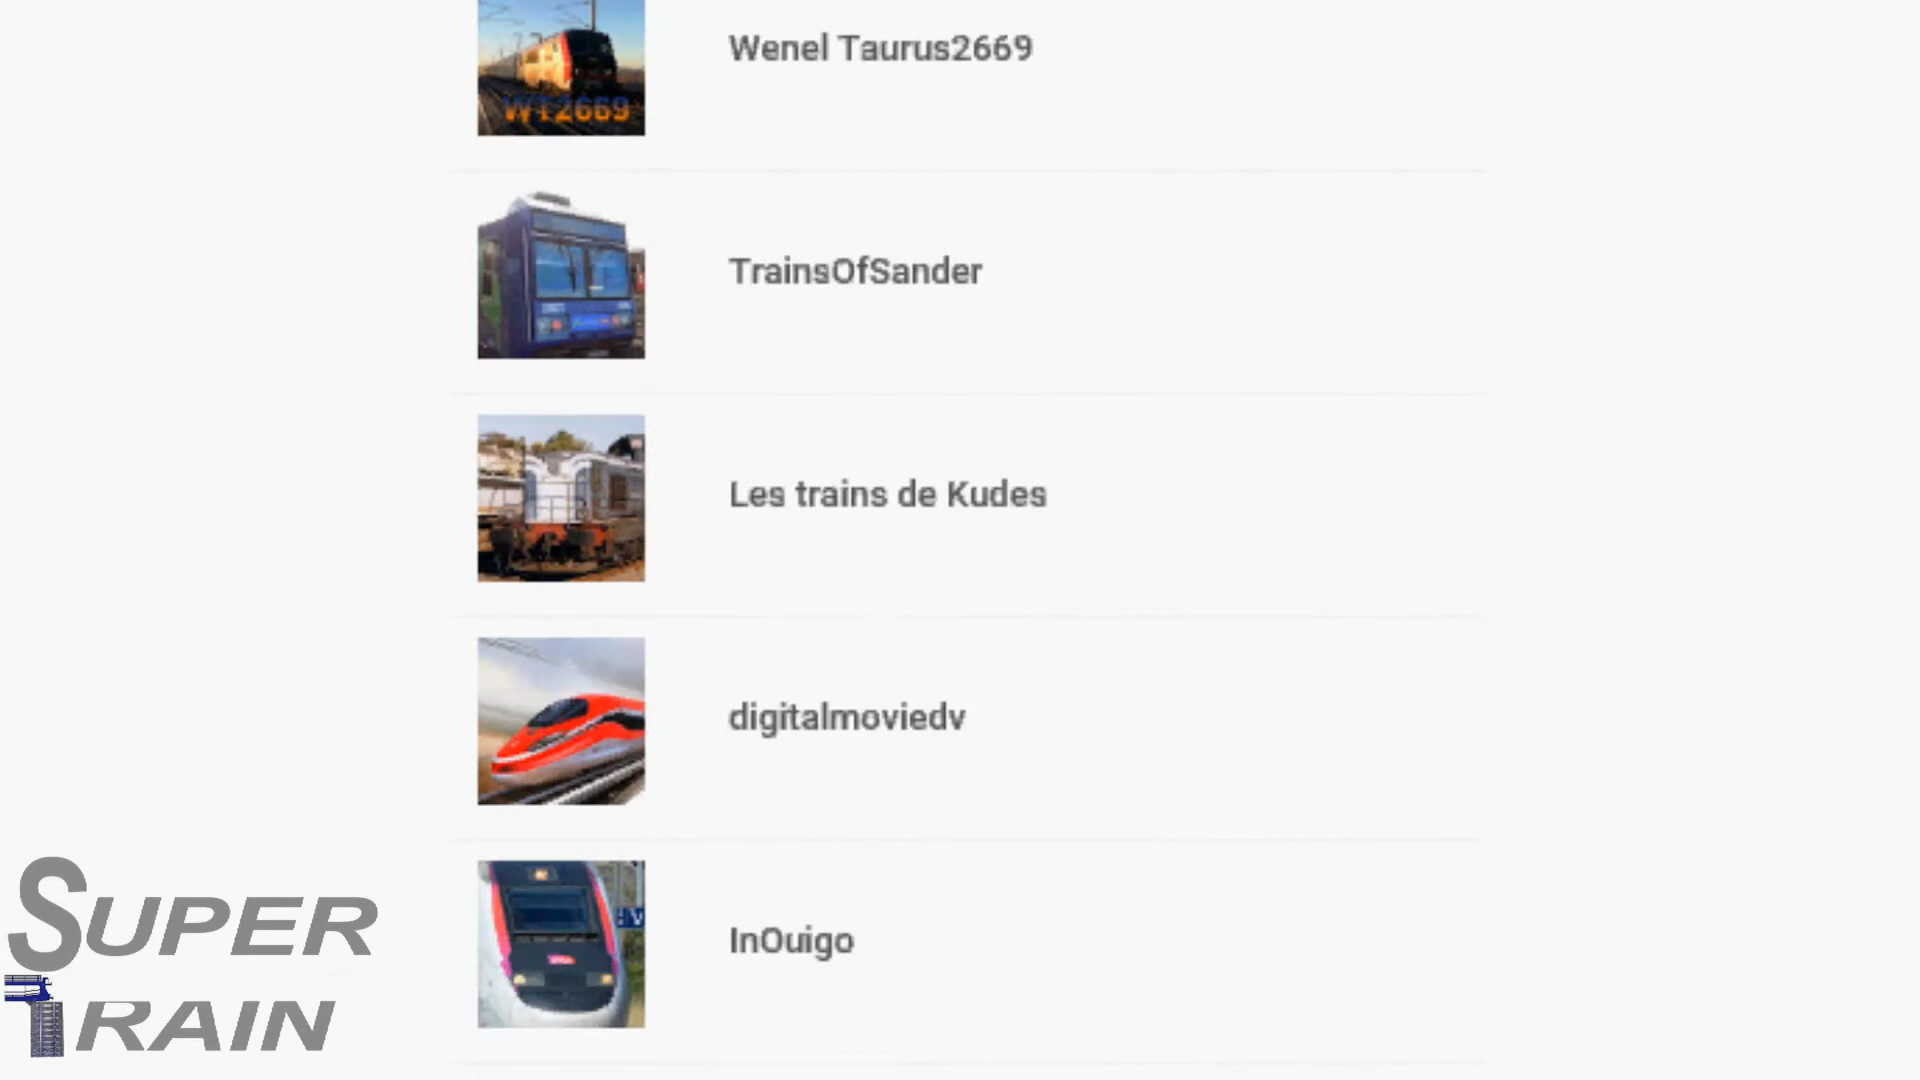 Wenel Taurus2669
WT2669
TrainsOfSander
Les trains de Kudes
digitalmoviedv
InOuigo
SUPER
TRAIN